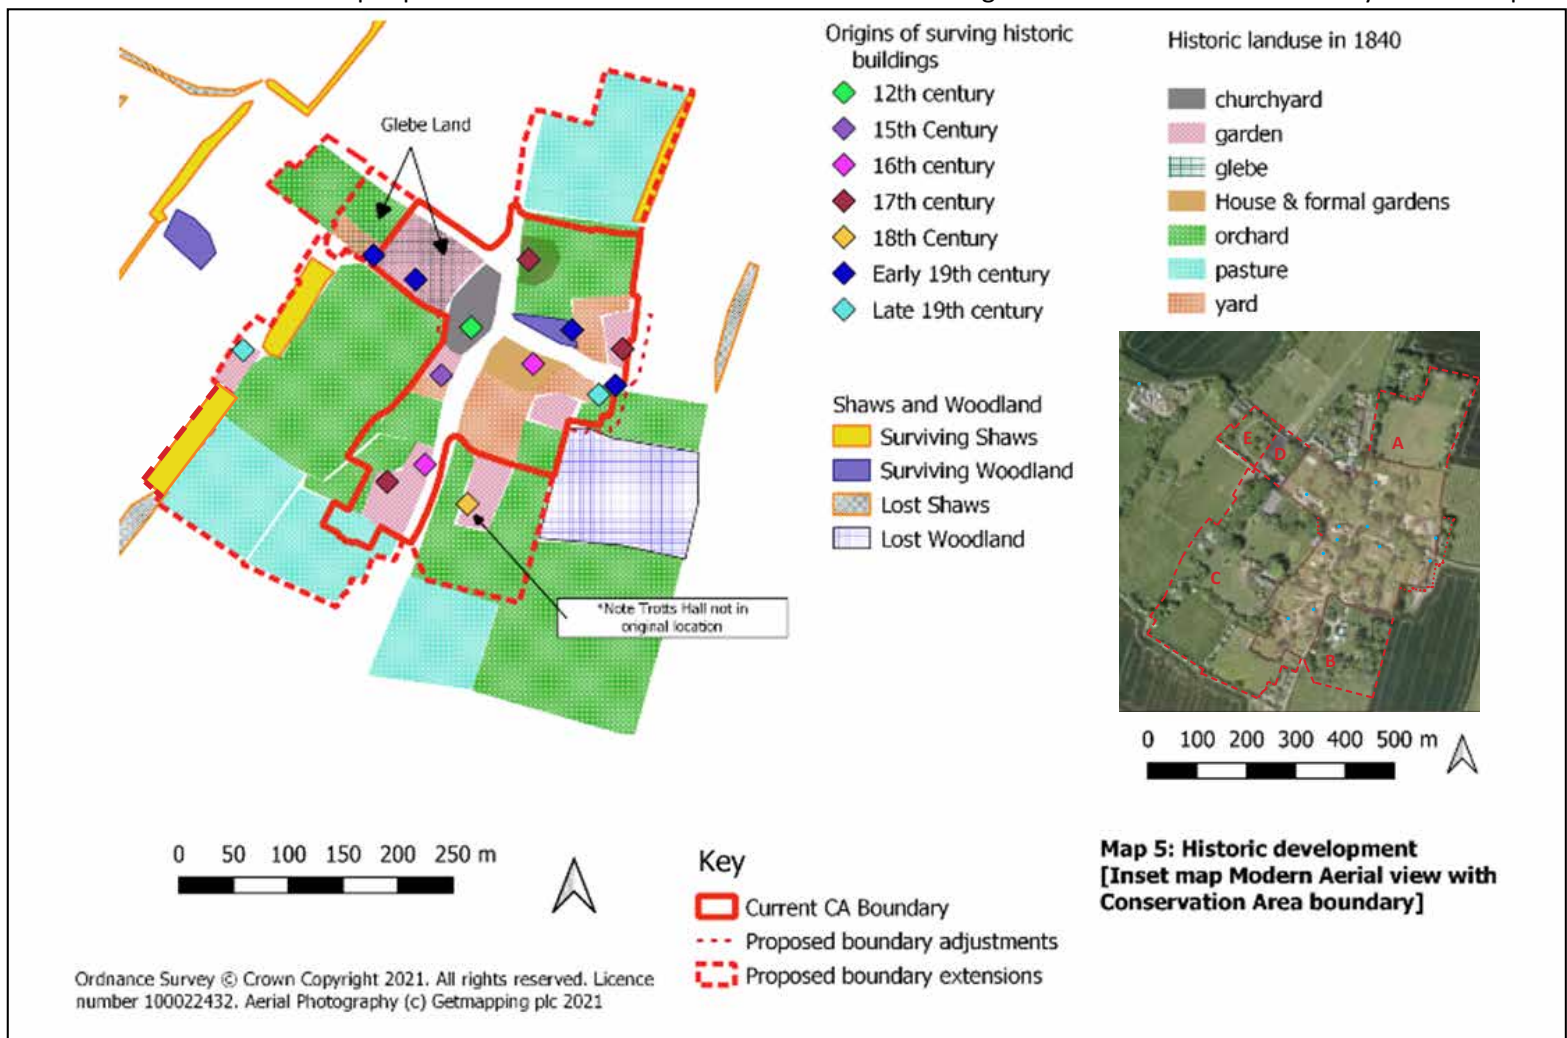 Glebe Land
*Note Trotts Hall not in
original location
Origins of surving historic
buildings
12th century
15th Century
16th century
17th century
18th Century
Early 19th century
Late 19th century
Shaws and Woodland
Surviving Shaws
Surviving Woodland
Lost Shaws
Lost Woodland
Historic landuse in 1840
churchyard
garden
glebe
House & formal gardens
orchard
pasture
yard
A
E
D
C
B
0 100 200 300 400 500 m
Map 5: Historic development
[Inset map Modern Aerial view with
Conservation Area boundary]
0 50 100 150 200 250 m
Key
Current CA Boundary
Proposed boundary adjustments
Proposed boundary extensions
Ordnance Survey © Crown Copyright 2021. All rights reserved. Licence
number 100022432. Aerial Photography (c) Getmapping plc 2021